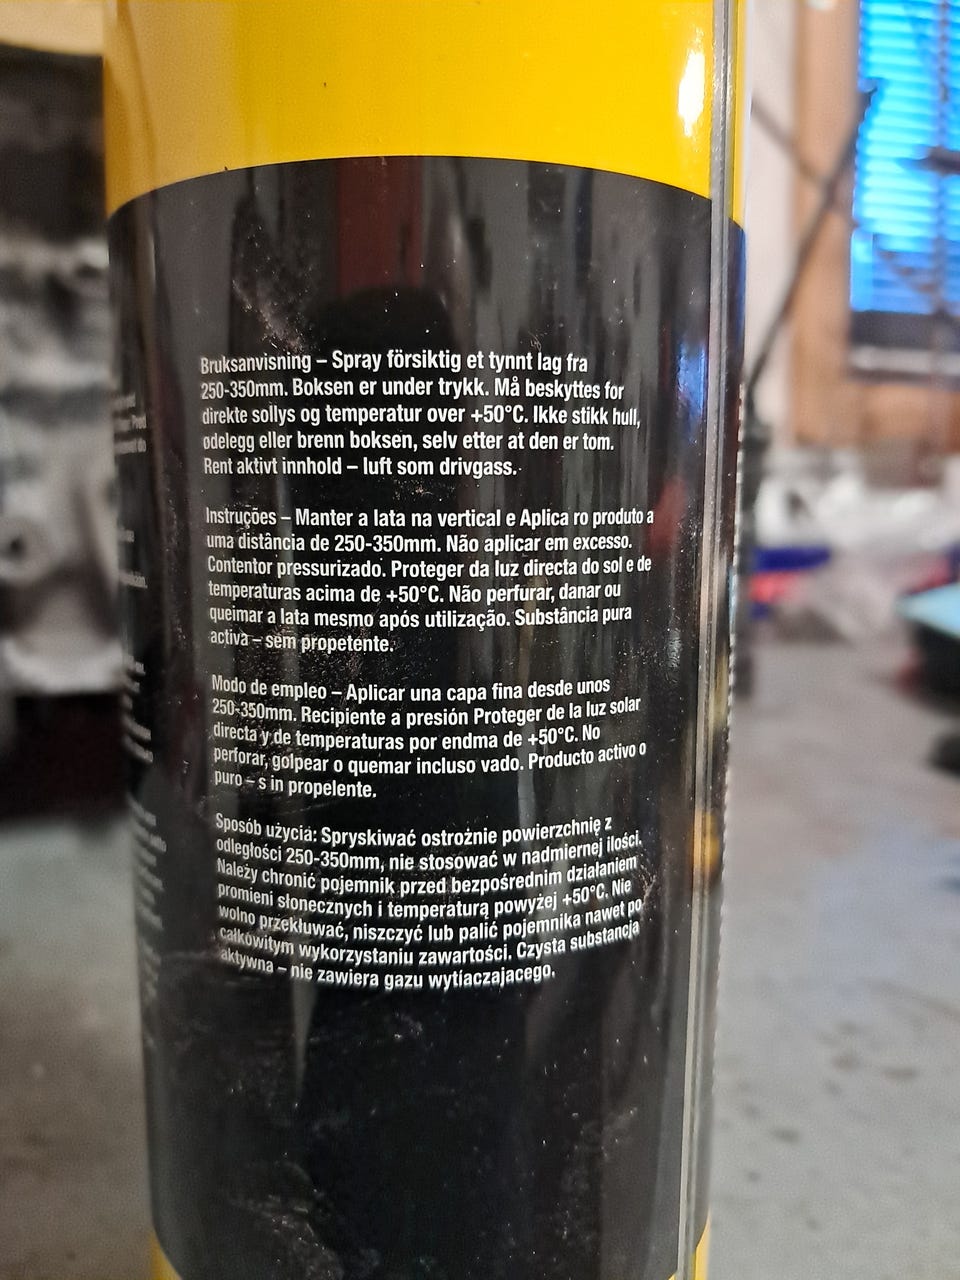 Bruksanvisning – Spray försiktig et tynnt lag fra
250-350mm. Boksen er under trykk. Må beskyttes for
direkte sollys og temperatur over +50°C. Ikke stikk hull,
ødelegg eller brenn boksen, selv etter at den er tom.
Rent aktivt innhold – luft som drivgass.
Instruções – Manter a lata na vertical e Aplica ro produto a
uma distância de 250-350mm. Não aplicar em excesso.
Contentor pressurizado. Proteger da luz directa do sol e de
temperaturas acima de +50°C. Não perfurar, danar ou
queimar a lata mesmo após utilização. Substância pura
activa – sem propetente.
Modo de empleo – Aplicar una capa fina desde unos
250-350mm. Recipiente a presión Proteger de la luz solar
directa y de temperaturas por endma de +50°C. No
perforar, golpear o quemar incluso vado. Producto activo o
puro – s in propelente.
Sposób użycia: Spryskiwać ostrożnie powierzchnię z
odległości 250-350mm, nie stosować w nadmiernej ilości.
Należy chronić pojemnik przed bezpośrednim działaniem
promieni słonecznych i temperaturą powyżej +50°C. Nie
wolno przekłuwać, niszczyć lub palić pojemnika nawet po
całkowitym wykorzystaniu zawartości. Czysta substancja
aktywna – nie zawiera gazu wytíaczajacego.